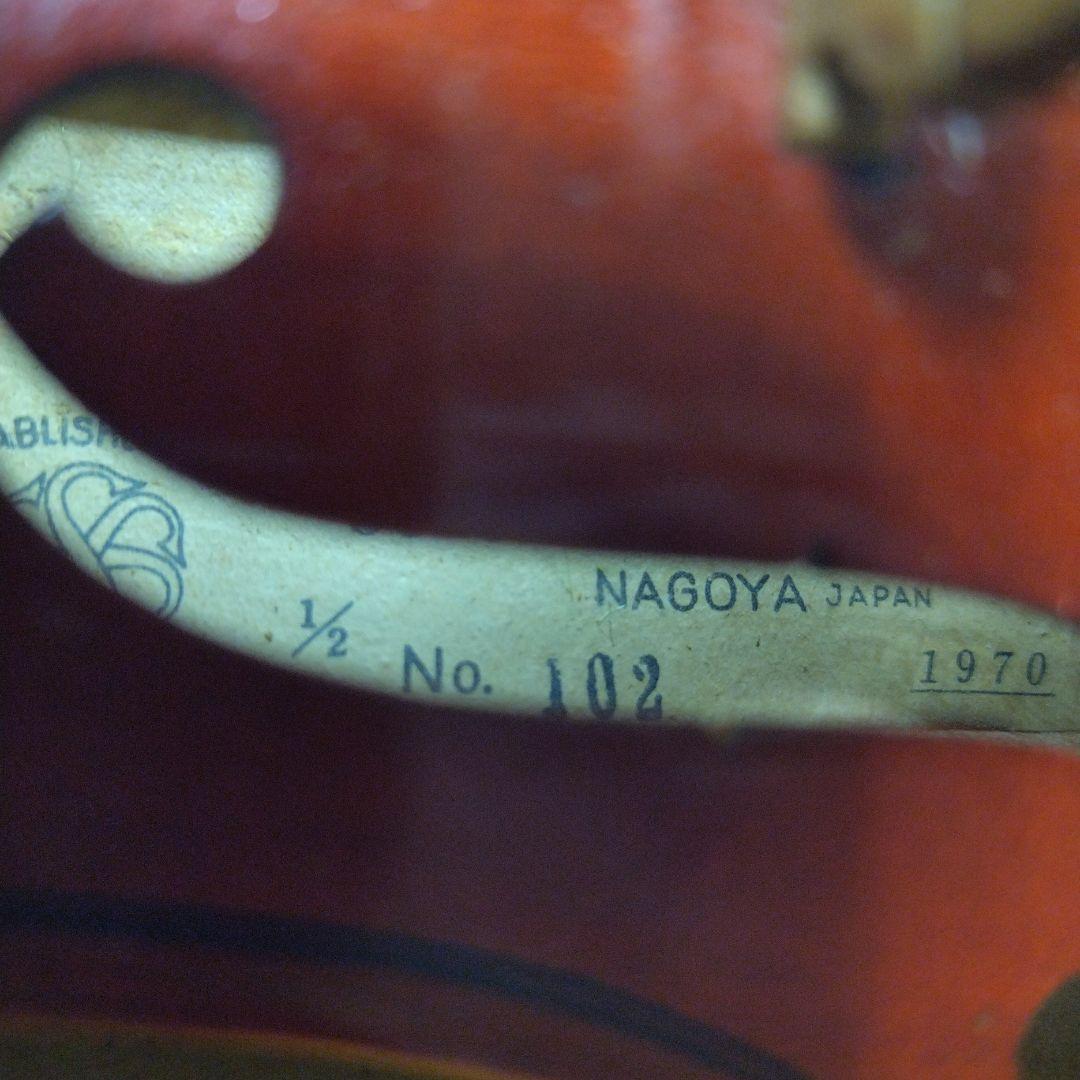 ABLISH
NAGOYA JAPAN
1/2 No. 102 1970